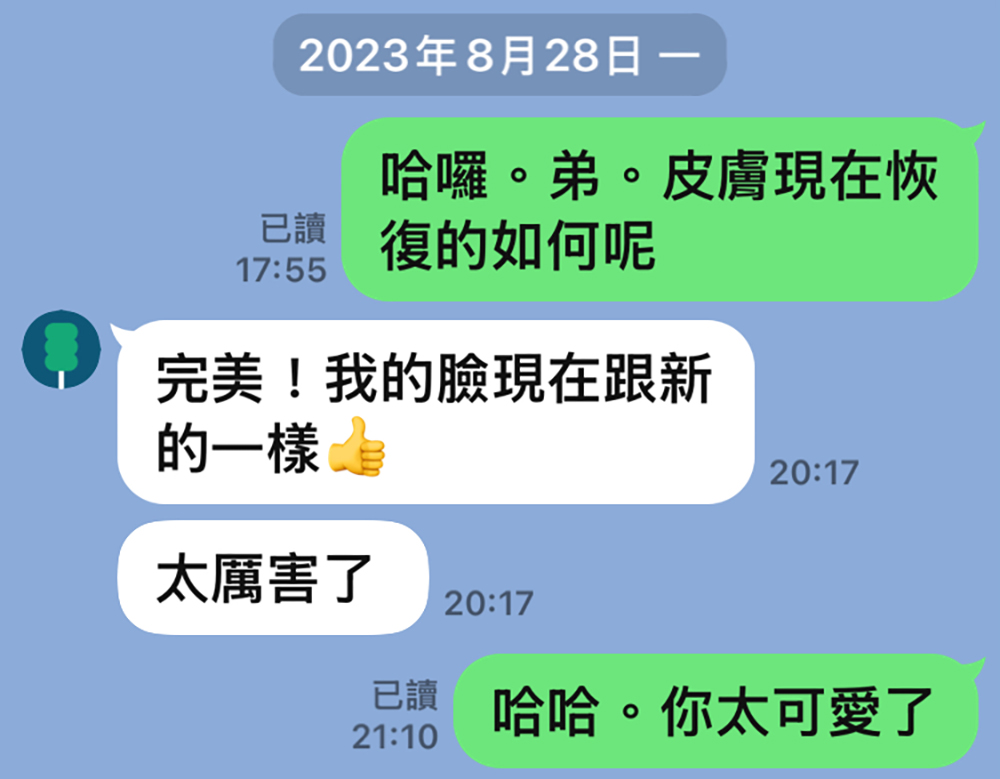 2023年8月28日 一
哈囉。弟。皮膚現在恢
復的如何呢
已讀
17:55
完美！我的臉現在跟新
的一樣👍
20:17
太厲害了
20:17
哈哈。你太可愛了
已讀
21:10